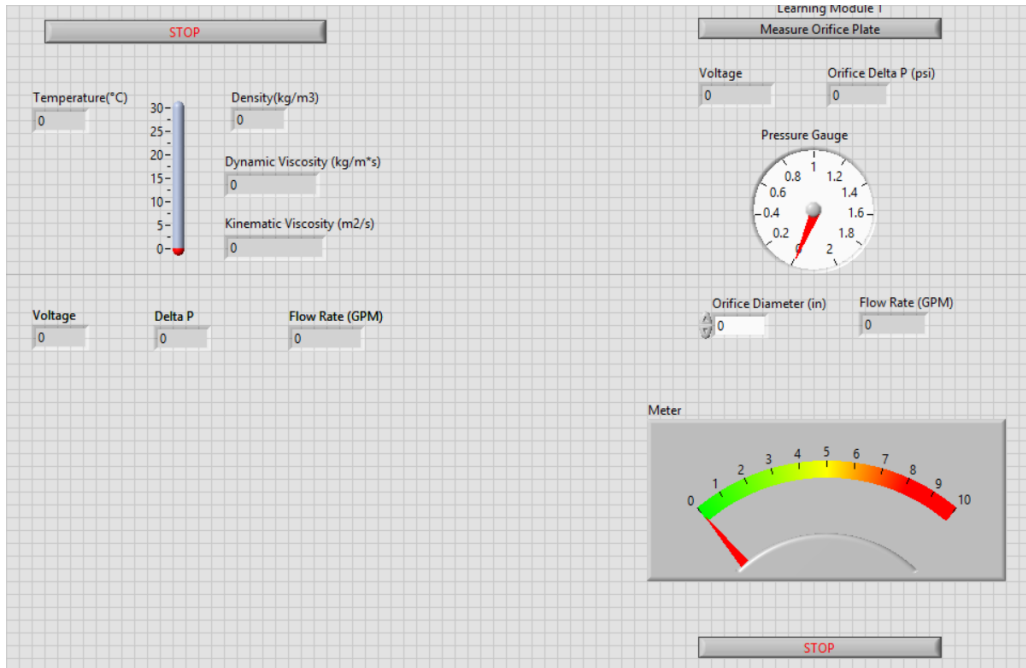 Learning Module 1
STOP
Measure Orifice Plate
Voltage
Orifice Delta P (psi)
0
0
Temperature(°C)
0
30
25
20
15
10
5
0
Density(kg/m3)
0
Dynamic Viscosity (kg/m*s)
0
Kinematic Viscosity (m2/s)
0
Pressure Gauge
0
0.2
0.4
0.6
0.8
1
1.2
1.4
1.6
1.8
2
Voltage
0
Delta P
0
Flow Rate (GPM)
0
Orifice Diameter (in)
0
Flow Rate (GPM)
0
Meter
0
1
2
3
4
5
6
7
8
9
10
STOP